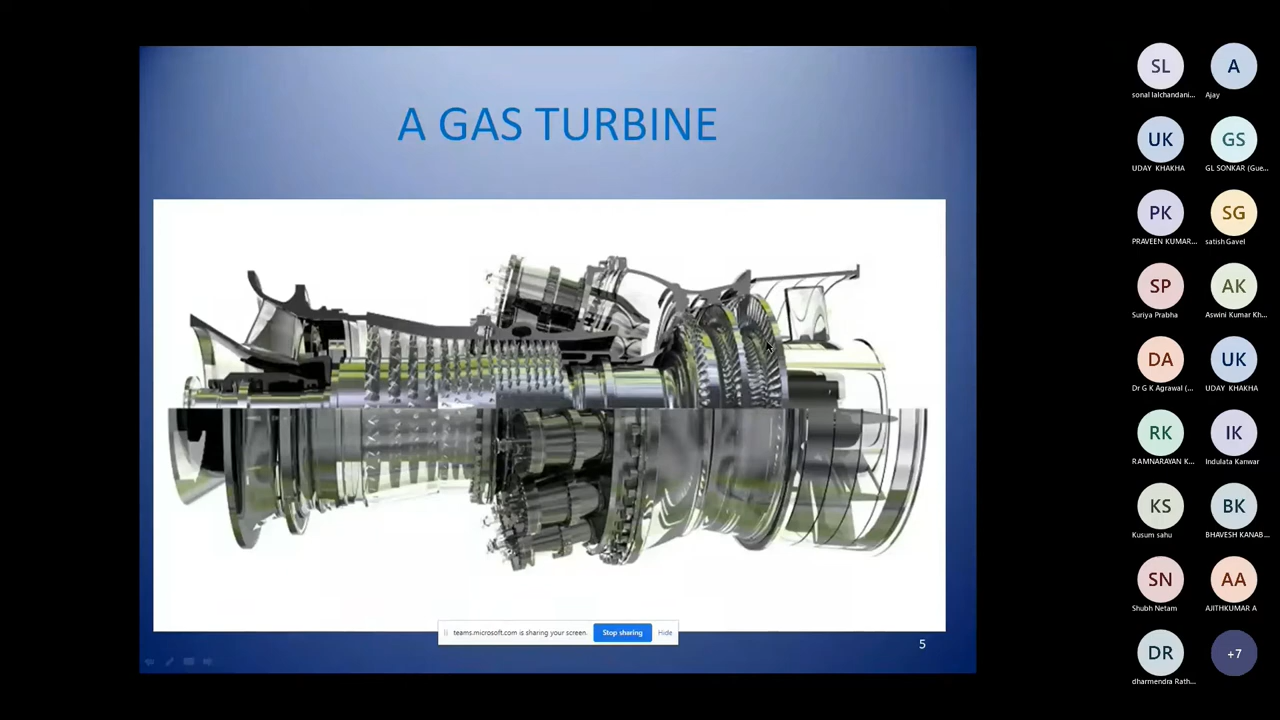 A GAS TURBINE
teams.microsoft.com is sharing your screen.
Stop sharing
Hide
5
SL
sonal lalchandani...
A
Ajay
UK
UDAY KHAKHA
GS
GL SONKAR (Gue...
PK
PRAVEEN KUMAR...
SG
satish Gavel
SP
Suriya Prabha
AK
Aswini Kumar Kh...
DA
Dr G K Agrawal (...
UK
UDAY KHAKHA
RK
RAMNARAYAN K...
IK
Indulata Kanwar
KS
Kusum sahu
BK
BHAVESH KANAB...
SN
Shubh Netam
AA
AJITHKUMAR A
DR
dharmendra Rath...
+7